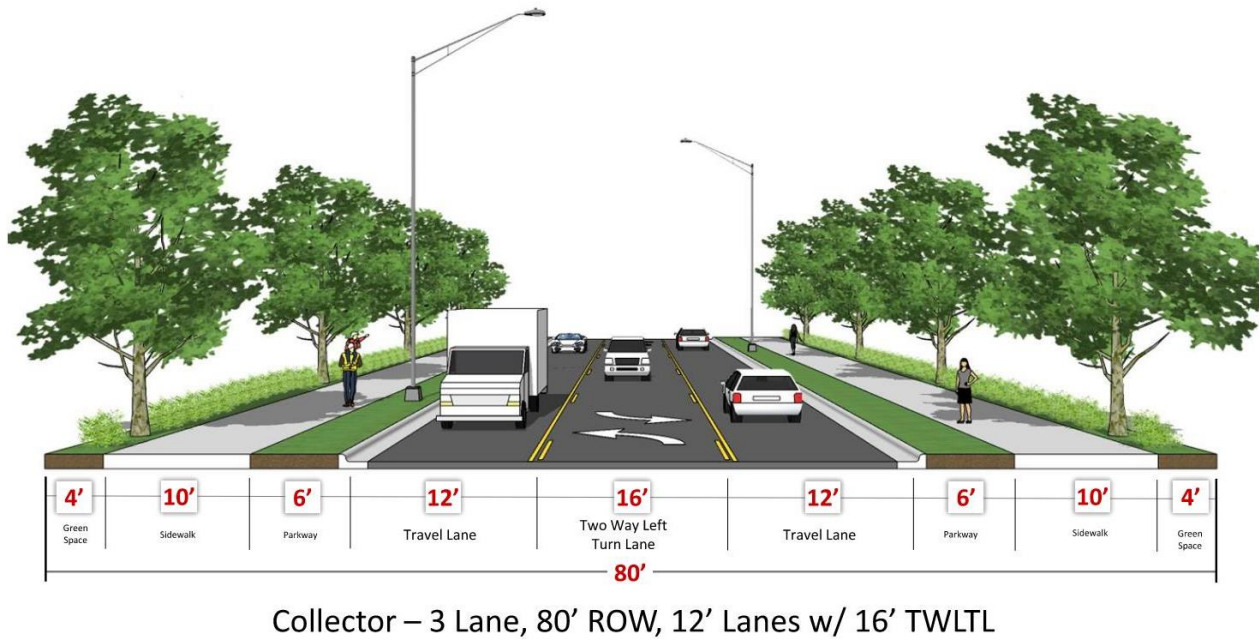 4’ 10’ 6’ 12’ 16’ 12’ 6’ 10’ 4’
Green
Space
Sidewalk
Parkway
Travel Lane
Two Way Left
Turn Lane
Travel Lane
Parkway
Sidewalk
Green
Space
80’
Collector – 3 Lane, 80’ ROW, 12’ Lanes w/ 16’ TWLTL